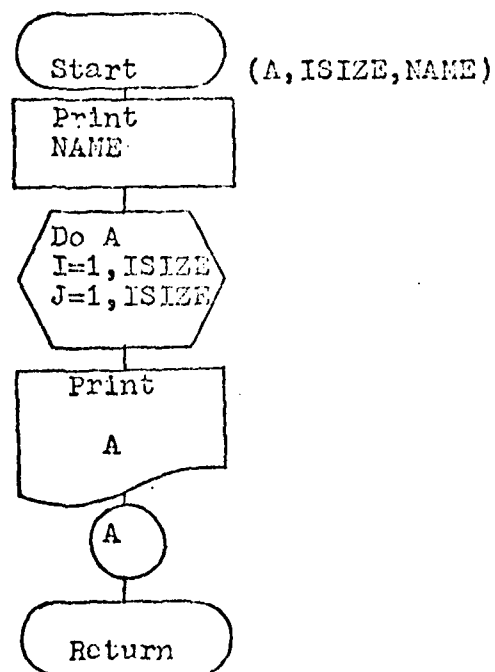 Start (A,ISIZE,NAME)
Print
NAME
Do A
I=1,ISIZE
J=1,ISIZE
Print
A
A
Return